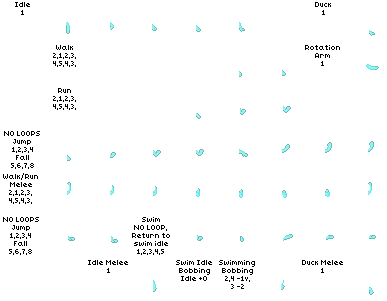 Idle
1
Duck
1
Walk
2,1,2,3,
4,5,4,3,
Rotation
Arm
1
Run
2,1,2,3,
4,5,4,3,
NO LOOPS
Jump
1,2,3,4
Fall
5,6,7,8
Walk/Run
Melee
2,1,2,3,
4,5,4,3,
NO LOOPS
Jump
1,2,3,4
Fall
5,6,7,8
Swim
NO LOOP,
Return to
swim idle
1,2,3,4,5
Idle Melee
1
Swim Idle
Bobbing
Idle +0
Swimming
Bobbing
2,4 -1v,
3 -2
Duck Melee
1